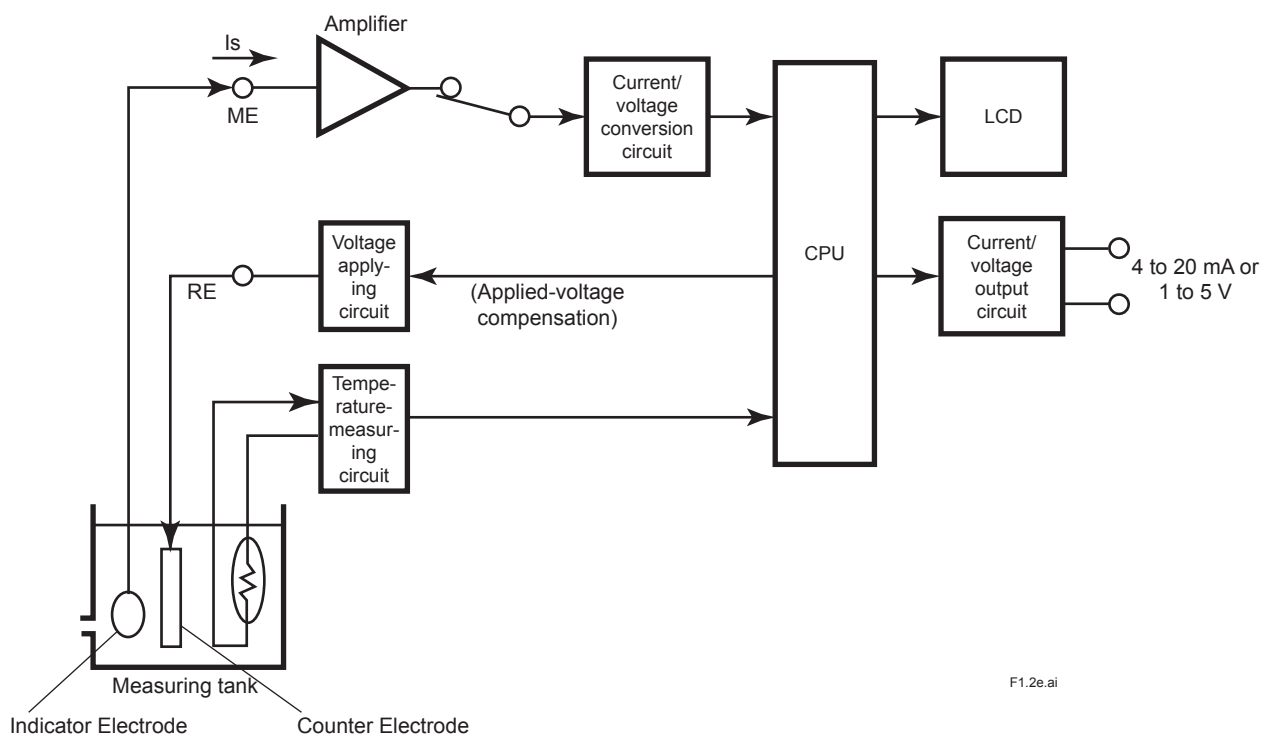 Amplifier
Is
ME
Current/
voltage
conversion
circuit
CPU
LCD
Voltage
apply-
ing
circuit
RE
(Applied-voltage
compensation)
Current/
voltage
output
circuit
4 to 20 mA or
1 to 5 V
Tempe-
rature-
measur-
ing
circuit
Measuring tank
Indicator Electrode
Counter Electrode
F1.2e.ai